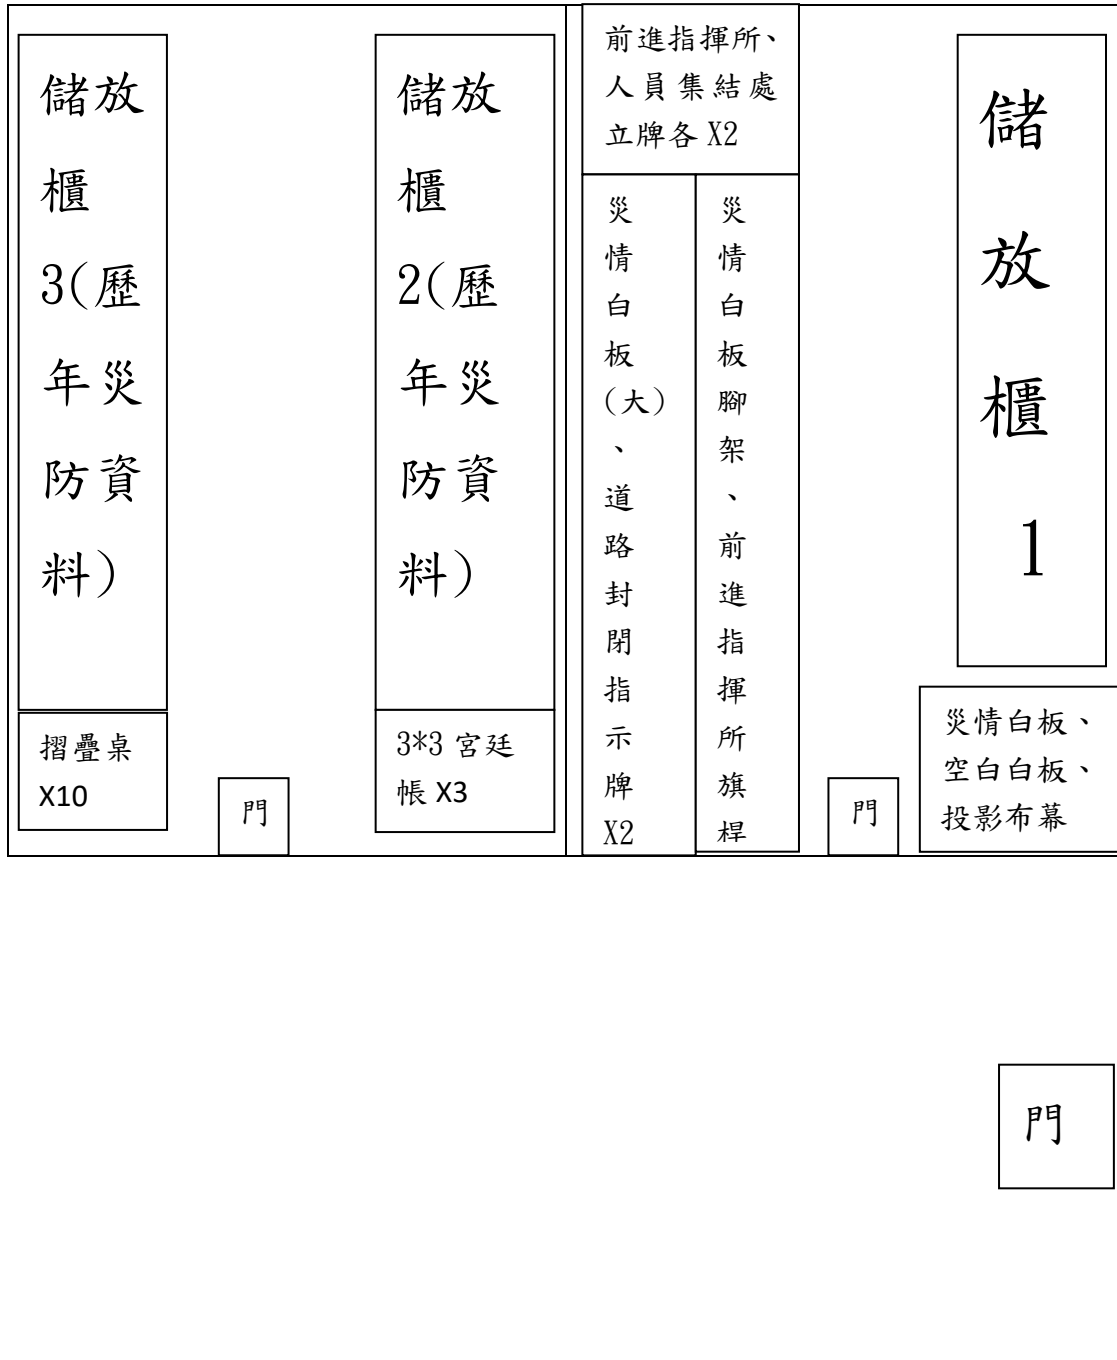 儲放
櫃
3(歷
年災
防資
料)
摺疊桌
X10
門
儲放
櫃
2(歷
年災
防資
料)
3*3 宮廷
帳 X3
前進指揮所、
人員集結處
立牌各 X2
災情白板(大)、道路封閉指示牌X2
災情白板腳架、前進指揮所旗桿
門
儲放櫃1
災情白板、
空白白板、
投影布幕
門